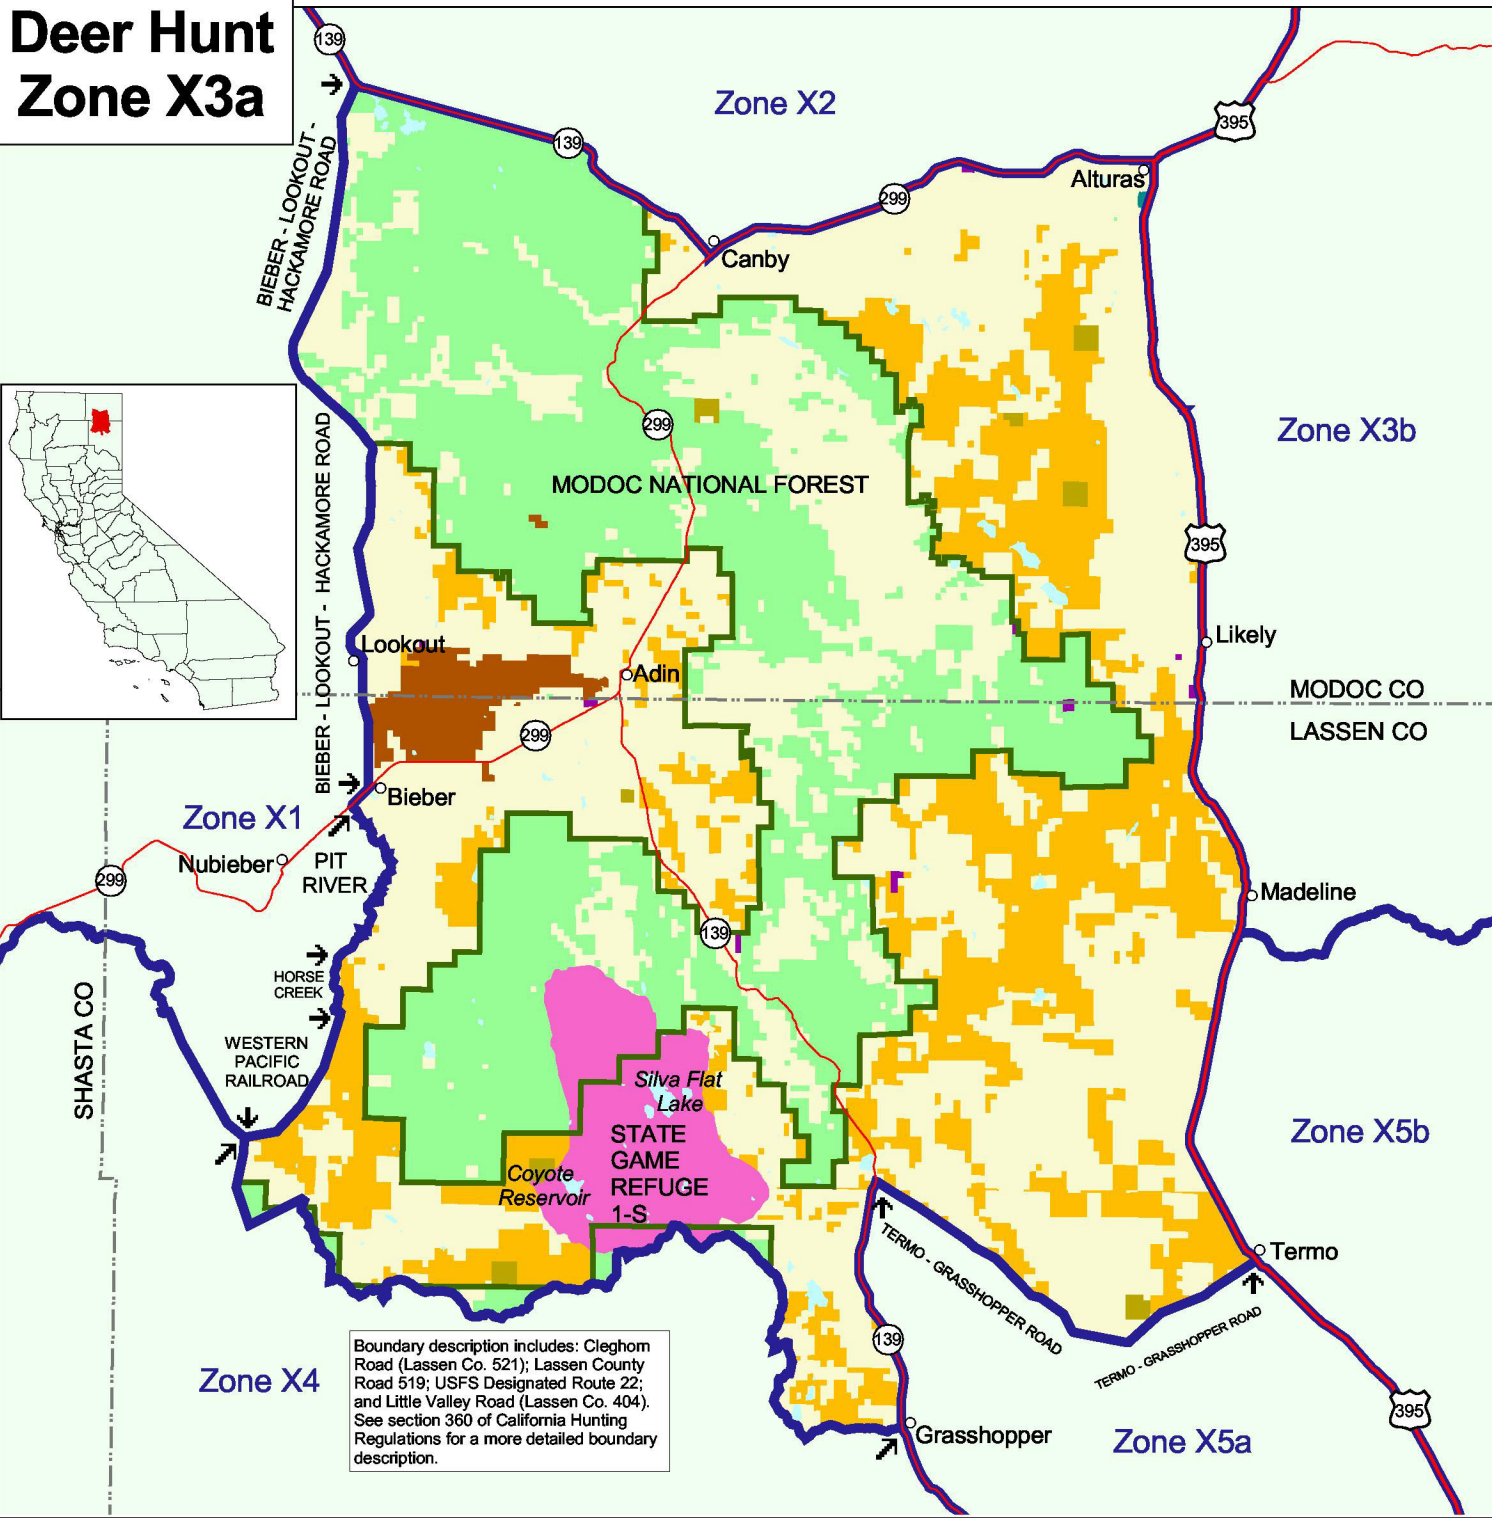 Deer Hunt
Zone X3a
139
Zone X2
395
139
BIEBER - LOOKOUT -
HACKAMORE ROAD
Alturas
299
Canby
299
Zone X3b
BIEBER - LOOKOUT - HACKAMORE ROAD
MODOC NATIONAL FOREST
395
Likely
Lookout
Adin
MODOC CO
LASSEN CO
299
Bieber
Zone X1
Nubieber
PIT
RIVER
299
Madeline
139
HORSE
CREEK
SHASTA CO
WESTERN
PACIFIC
RAILROAD
Silva Flat
Lake
STATE
GAME
REFUGE
1-S
Coyote
Reservoir
Zone X5b
Termo
TERMO - GRASSHOPPER ROAD
TERMO - GRASSHOPPER ROAD
139
Zone X4
Boundary description includes: Cleghorn
Road (Lassen Co. 521); Lassen County
Road 519; USFS Designated Route 22;
and Little Valley Road (Lassen Co. 404).
See section 360 of California Hunting
Regulations for a more detailed boundary
description.
395
Grasshopper
Zone X5a